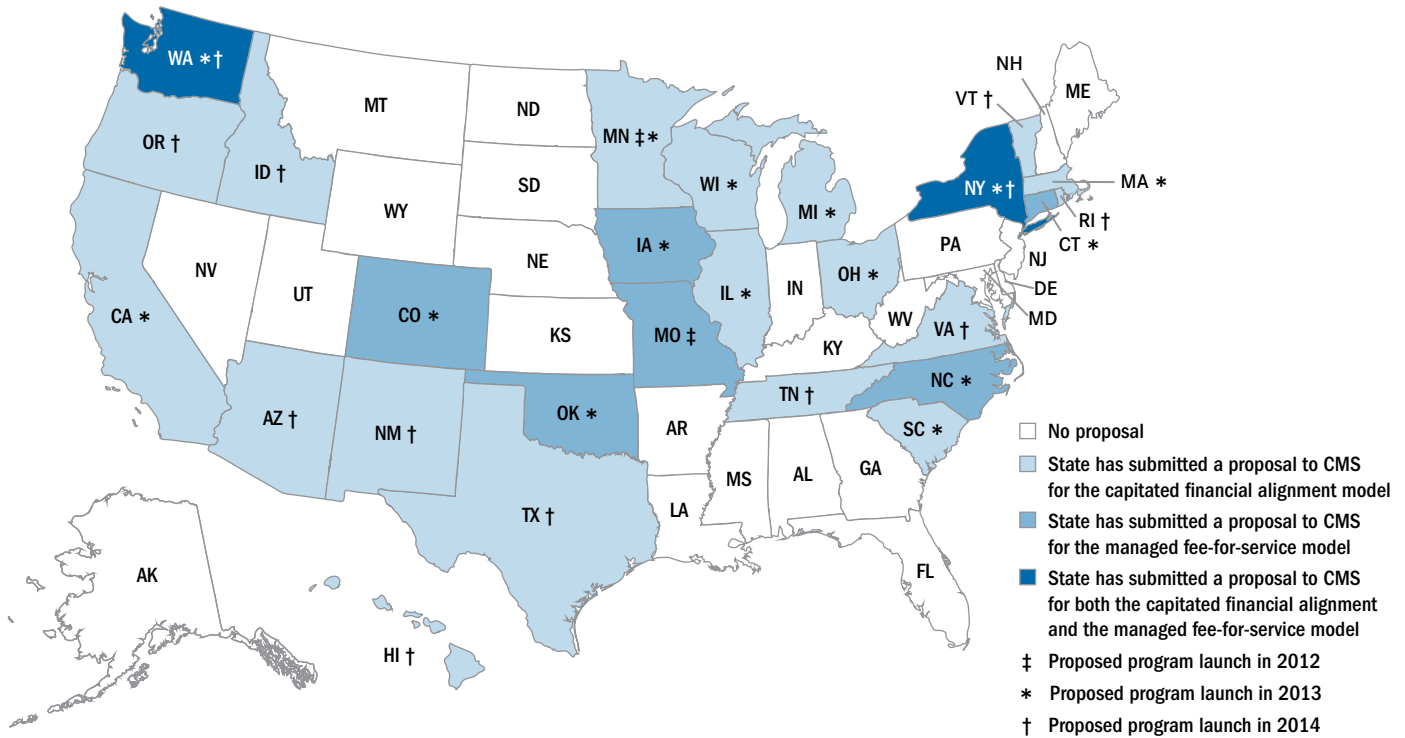 WA *†
MT
ND
NH
ME
VT †
OR †
ID †
MN ‡*
SD
WI *
NY *†
MA *
WY
MI *
RI †
CT *
IA *
PA
NV
NE
NJ
UT
OH *
DE
CA *
CO *
IL *
IN
MD
KS
MO ‡
WV
VA †
KY
NC *
TN †
AZ †
NM †
OK *
AR
SC *
MS
AL
GA
LA
TX †
AK
FL
HI †
No proposal
State has submitted a proposal to CMS
for the capitated financial alignment model
State has submitted a proposal to CMS
for the managed fee-for-service model
State has submitted a proposal to CMS
for both the capitated financial alignment
and the managed fee-for-service model
‡ Proposed program launch in 2012
* Proposed program launch in 2013
† Proposed program launch in 2014